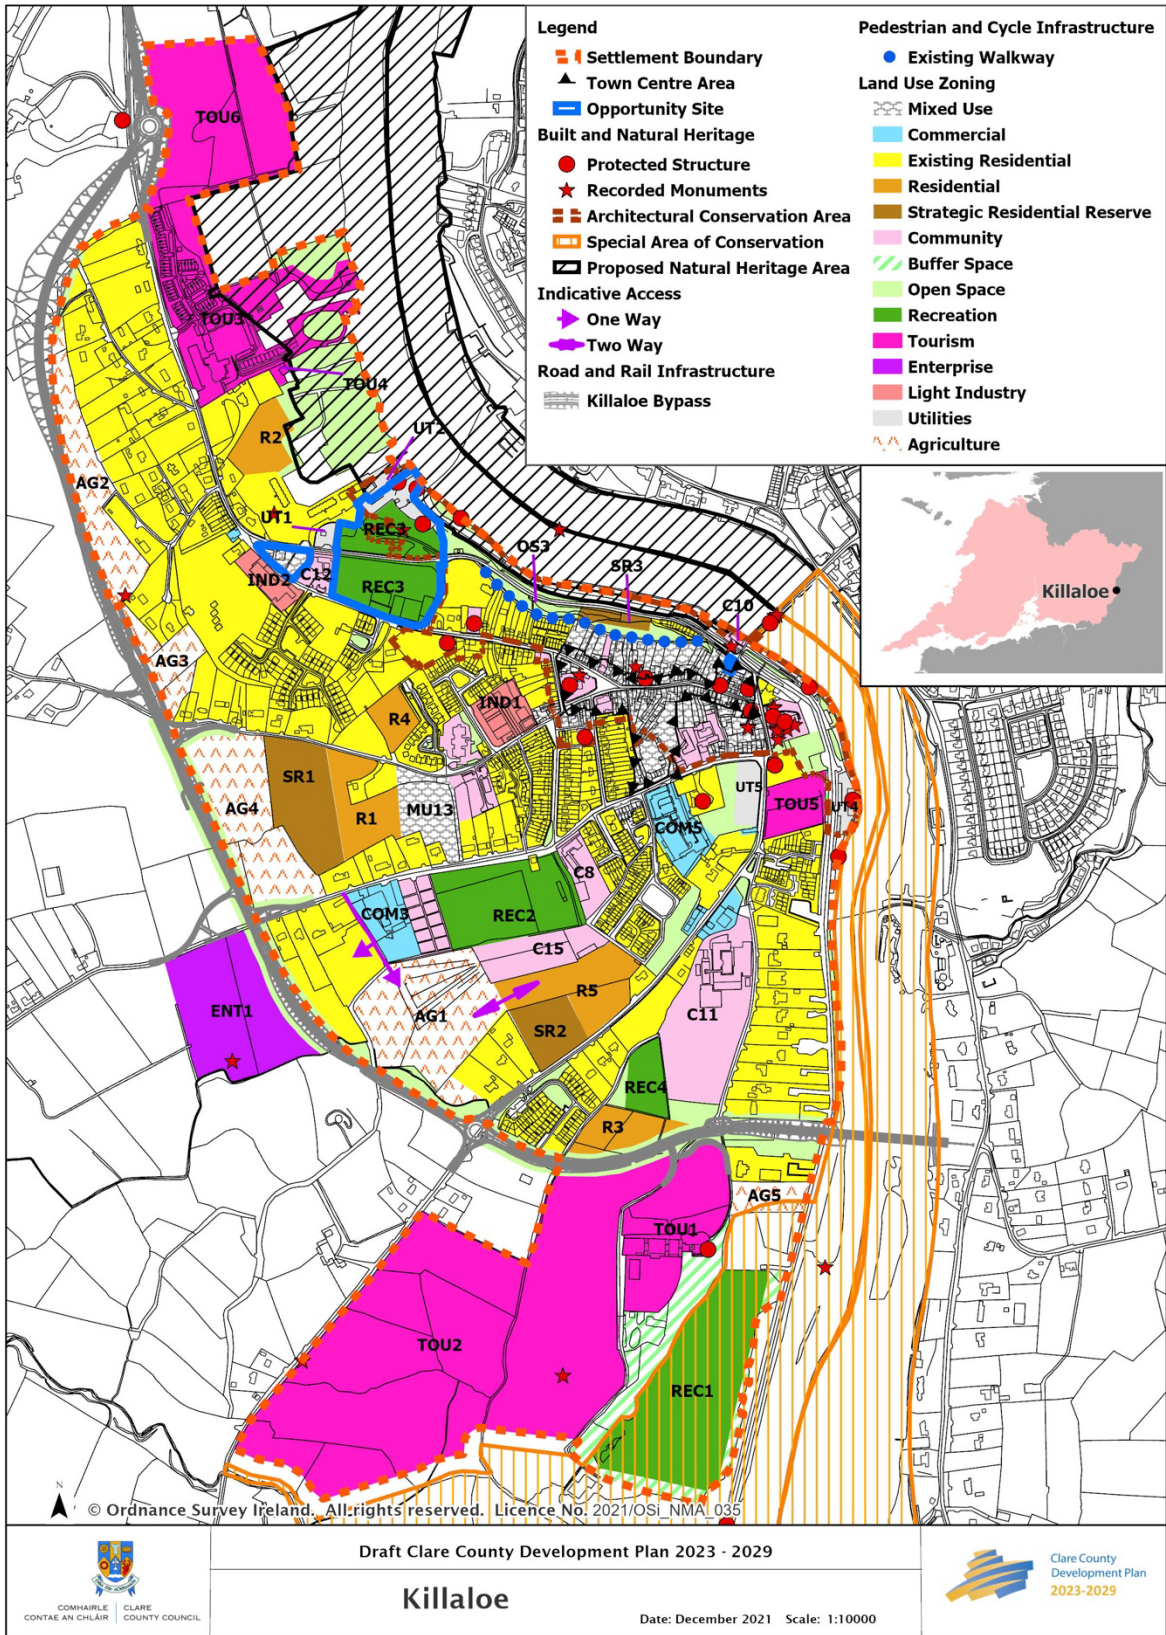 Legend
Settlement Boundary
Town Centre Area
Opportunity Site
Built and Natural Heritage
Protected Structure
Recorded Monuments
Architectural Conservation Area
Special Area of Conservation
Proposed Natural Heritage Area
Indicative Access
One Way
Two Way
Road and Rail Infrastructure
Killaloe Bypass
Pedestrian and Cycle Infrastructure
Existing Walkway
Land Use Zoning
Mixed Use
Commercial
Existing Residential
Residential
Strategic Residential Reserve
Community
Buffer Space
Open Space
Recreation
Tourism
Enterprise
Light Industry
Utilities
Agriculture
Killaloe
TOU6
TOU3
TOU4
R2
UT2
AG2
UT1
REC3
OS3
SR3
IND2
C12
REC3
C10
AG3
R4
IND1
SR1
AG4
R1
MU13
UT5
TOU5
UT4
COM5
C8
COM3
REC2
C15
R5
ENT1
AG1
SR2
C11
REC4
R3
AG5
TOU1
TOU2
REC1
N
© Ordnance Survey Ireland. All rights reserved. Licence No. 2021/OSi_NMA_035
COMHAIRLE
CONTAE AN CHLÁIR
CLARE
COUNTY COUNCIL
Draft Clare County Development Plan 2023 - 2029
Killaloe
Date: December 2021 Scale: 1:10000
Clare County
Development Plan
2023-2029